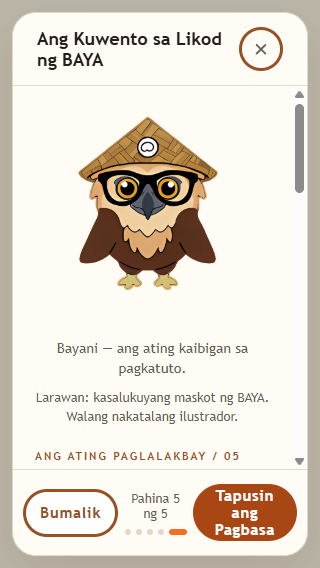 Ang Kuwento sa Likod
ng BAYA
Bayani — ang ating kaibigan sa
pagkatuto.
Larawan: kasalukuyang maskot ng BAYA.
Walang nakatalang ilustrador.
ANG ATING PAGLALAKBAY / 05
Bumalik
Pahina 5
ng 5
Tapusin
ang
Pagbasa